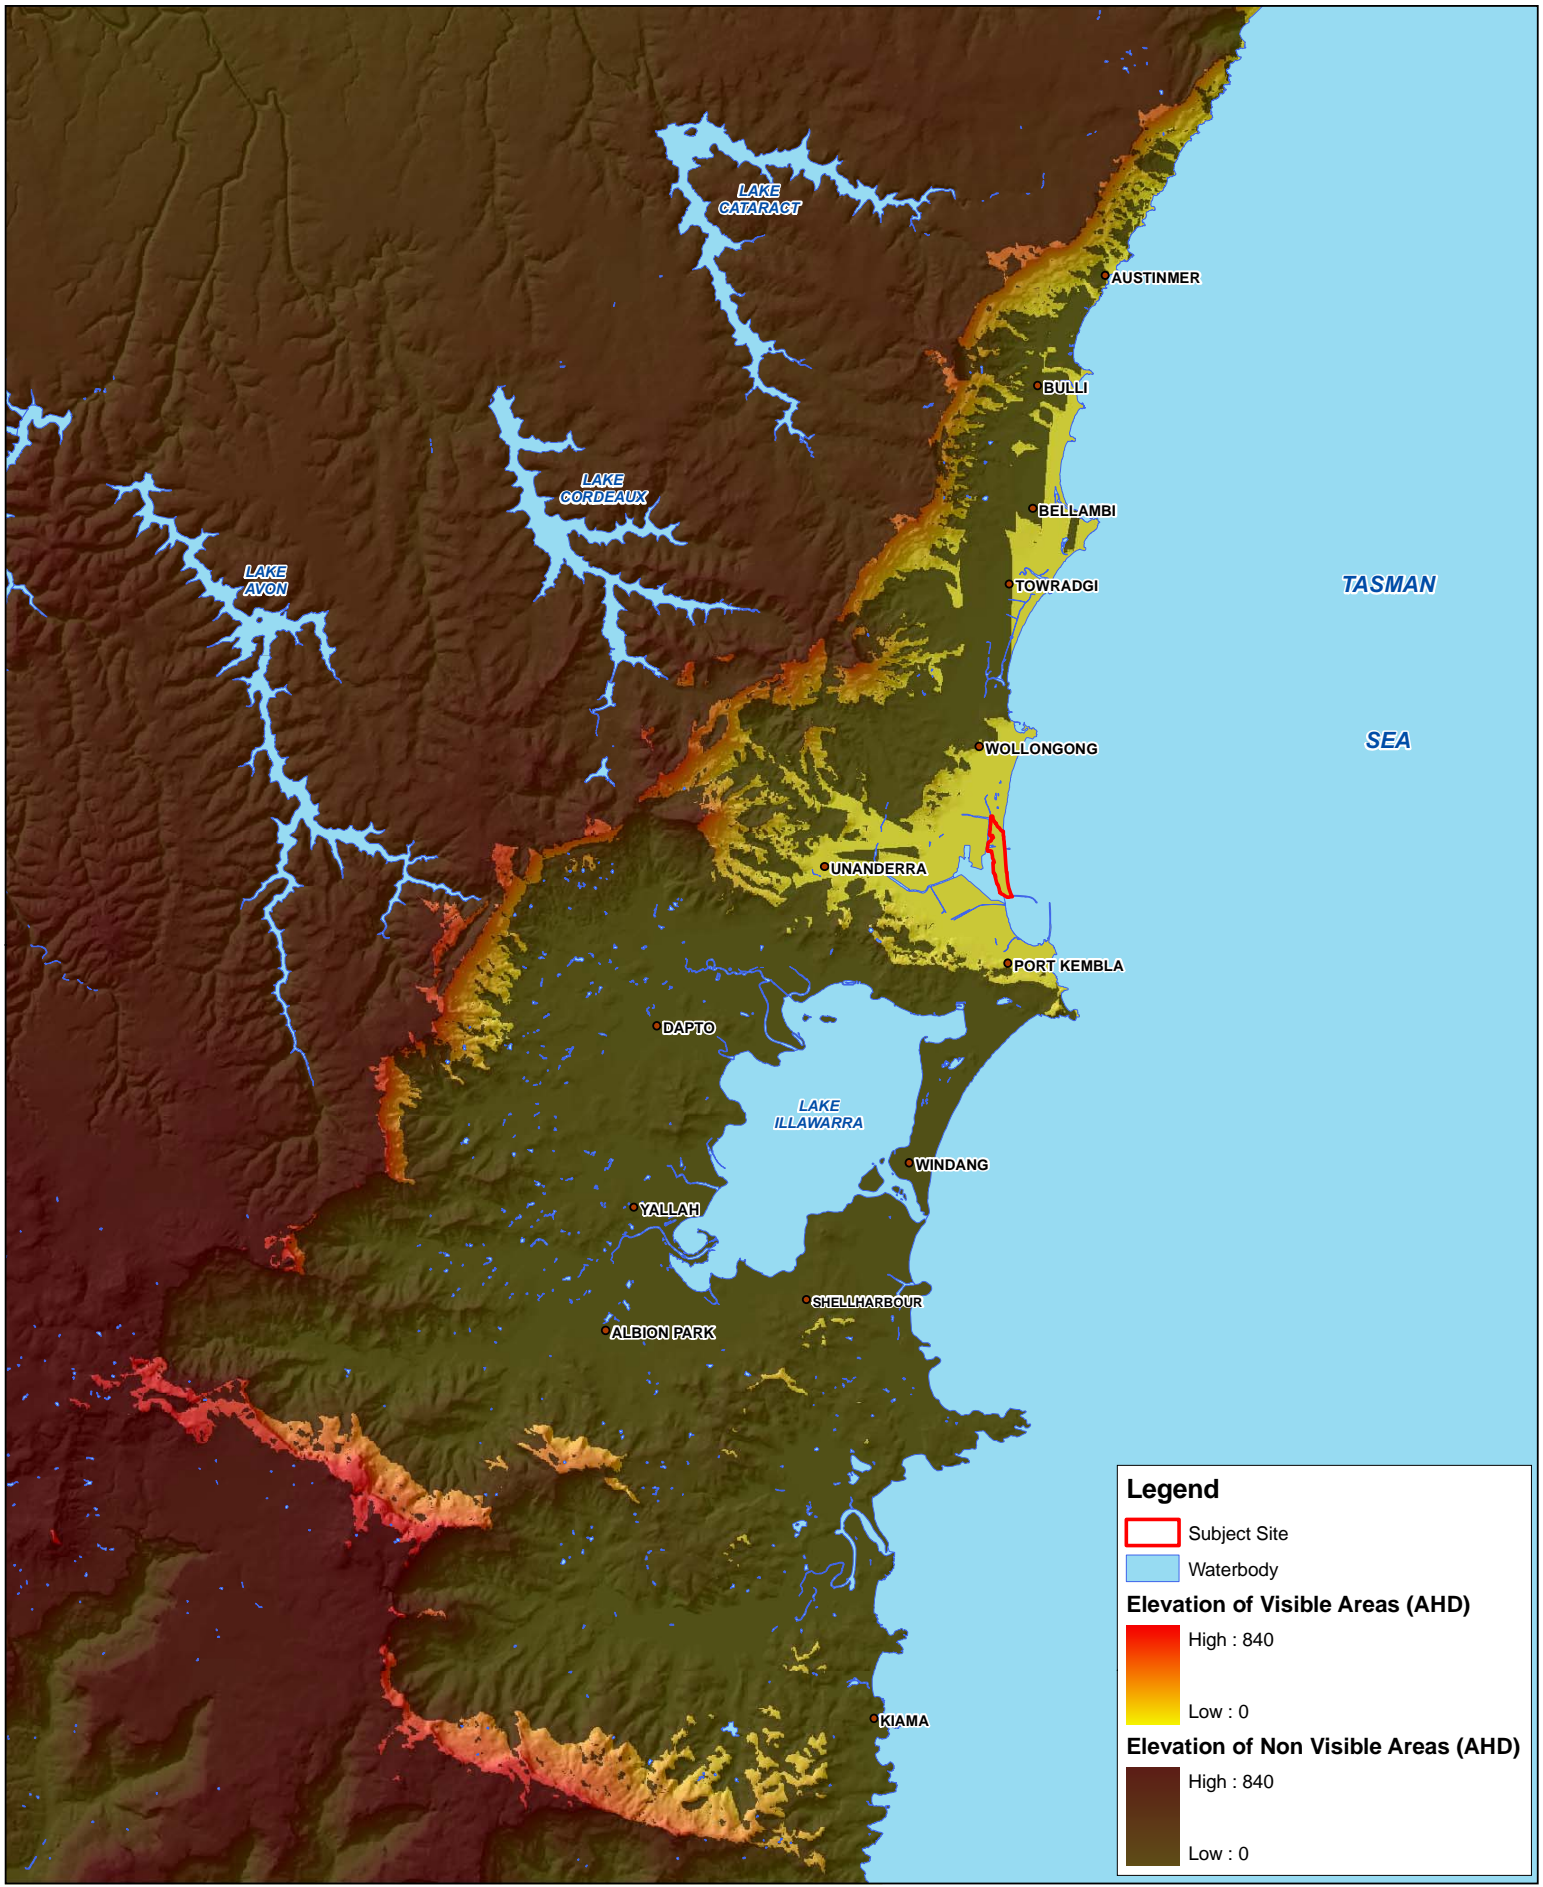 LAKE
CATARACT
AUSTINMER
BULLI
LAKE
CORDEAUX
BELLAMBI
LAKE
AVON
TOWRADGI
TASMAN
SEA
WOLLONGONG
UNANDERRA
PORT KEMBLA
DAPTO
LAKE
ILLAWARRA
WINDANG
YALLAH
SHELLHARBOUR
ALBION PARK
KIAMA
Legend
Subject Site
Waterbody
Elevation of Visible Areas (AHD)
High : 840
Low : 0
Elevation of Non Visible Areas (AHD)
High : 840
Low : 0